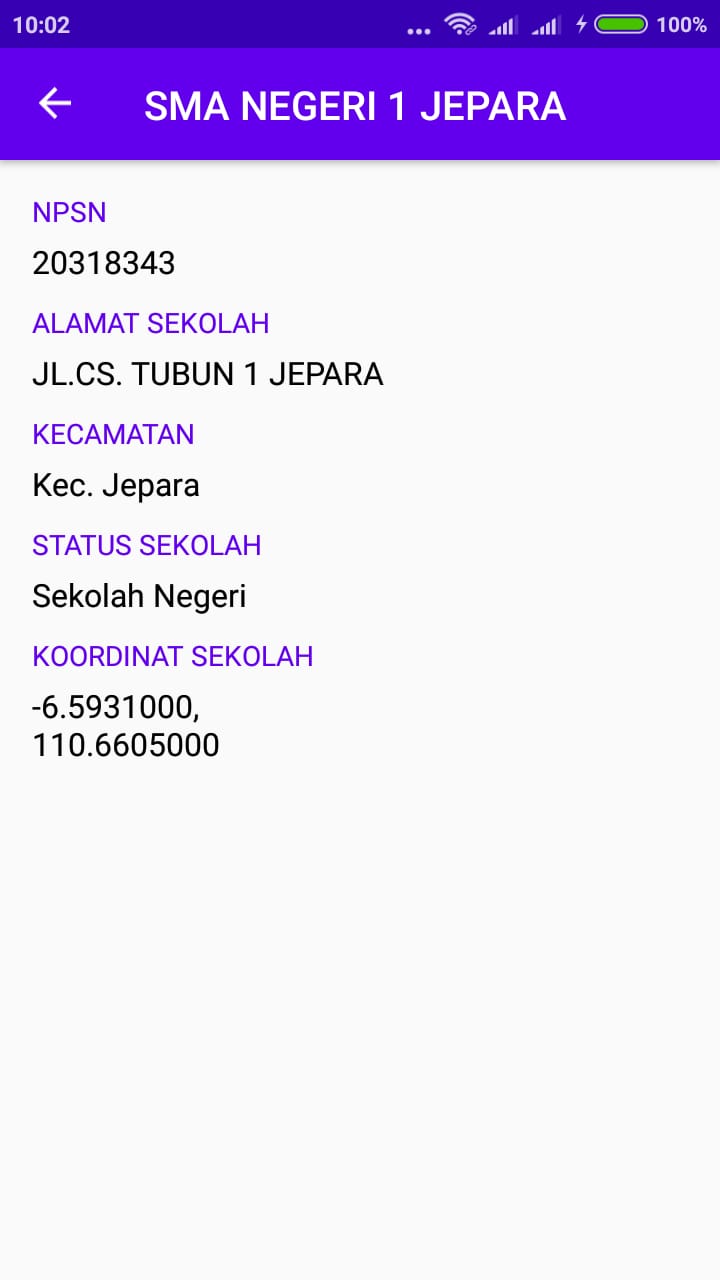 10:02
... 100%
SMA NEGERI 1 JEPARA
NPSN
20318343
ALAMAT SEKOLAH
JL.CS. TUBUN 1 JEPARA
KECAMATAN
Kec. Jepara
STATUS SEKOLAH
Sekolah Negeri
KOORDINAT SEKOLAH
-6.5931000,
110.6605000